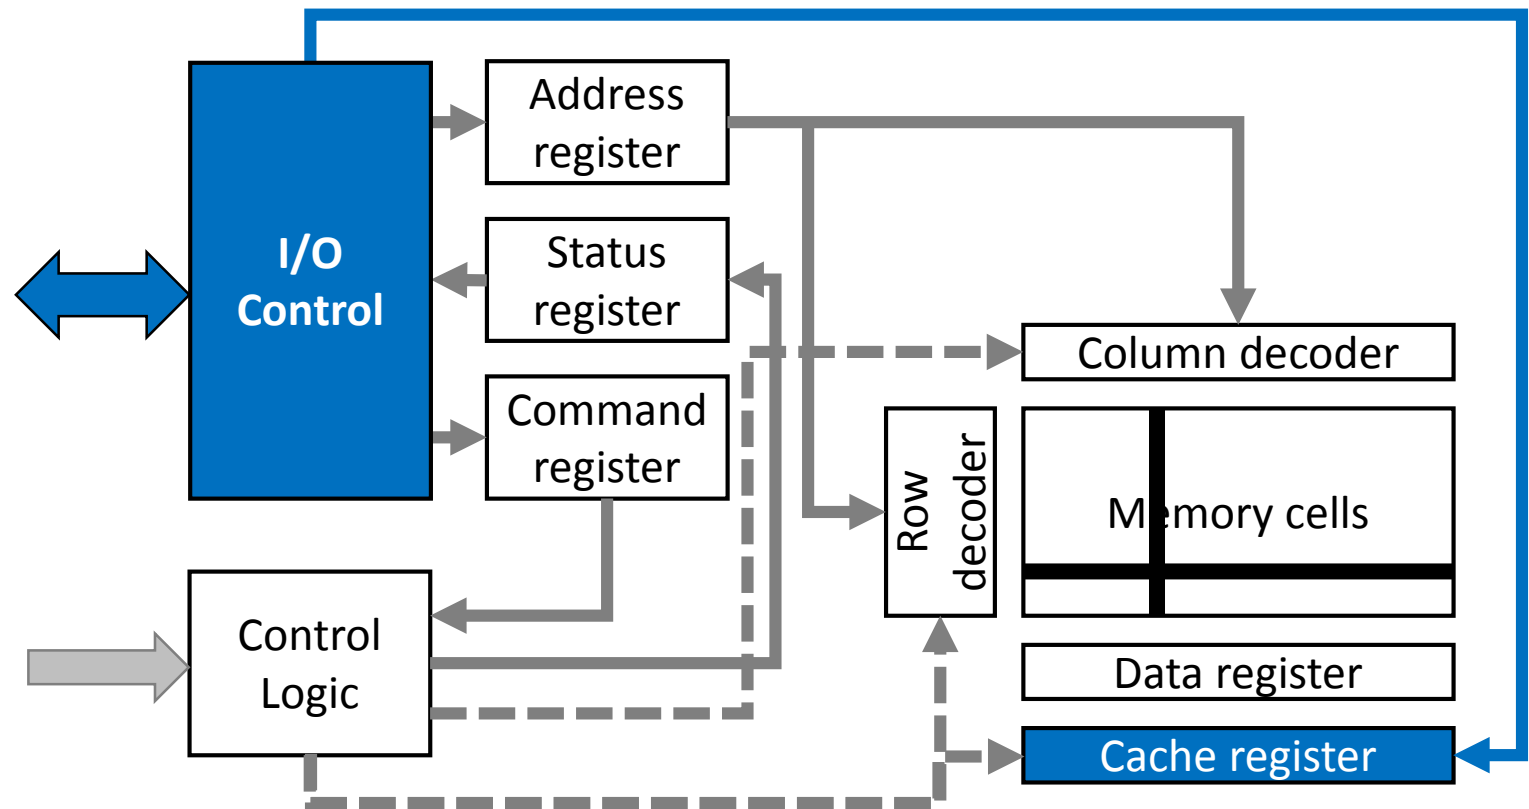 Address
register
I/O
Control
Status
register
Column decoder
Command
register
Row
decoder
Memory cells
Control
Logic
Data register
Cache register